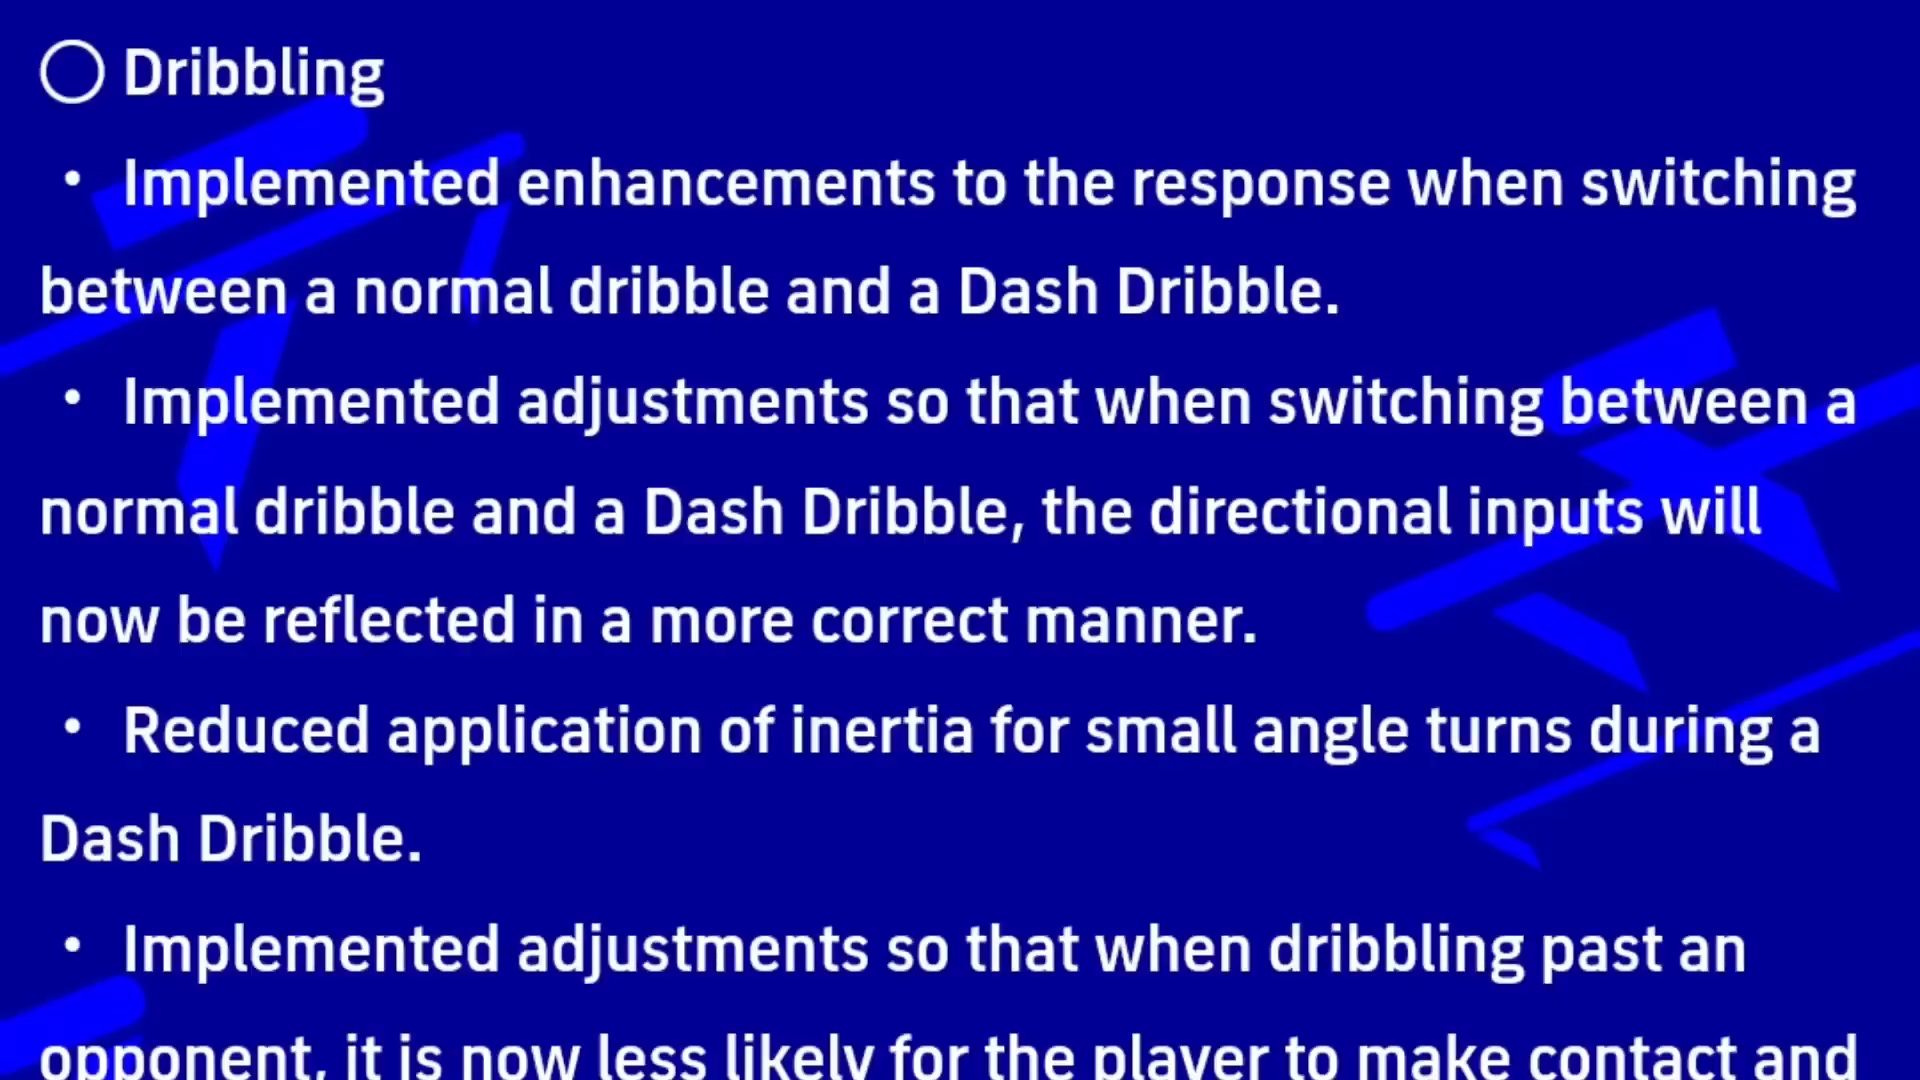 ○ Dribbling
・ Implemented enhancements to the response when switching
between a normal dribble and a Dash Dribble.
・ Implemented adjustments so that when switching between a
normal dribble and a Dash Dribble, the directional inputs will
now be reflected in a more correct manner.
・ Reduced application of inertia for small angle turns during a
Dash Dribble.
・ Implemented adjustments so that when dribbling past an
opponent, it is now less likely for the player to make contact and